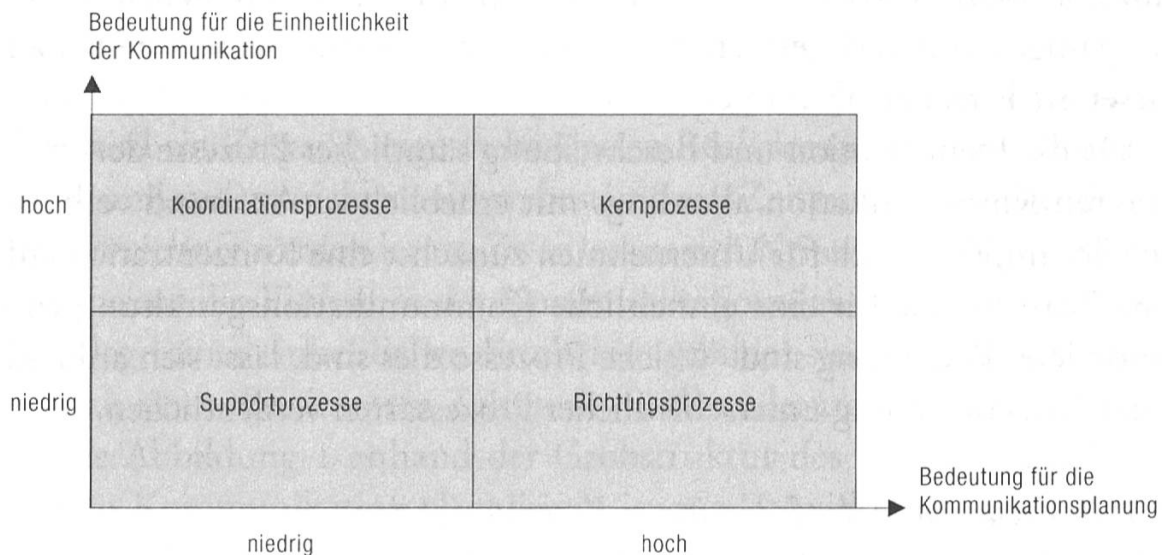 Bedeutung für die Einheitlichkeit
der Kommunikation
hoch
Koordinationsprozesse
Kernprozesse
niedrig
Supportprozesse
Richtungsprozesse
Bedeutung für die
Kommunikationsplanung
niedrig
hoch